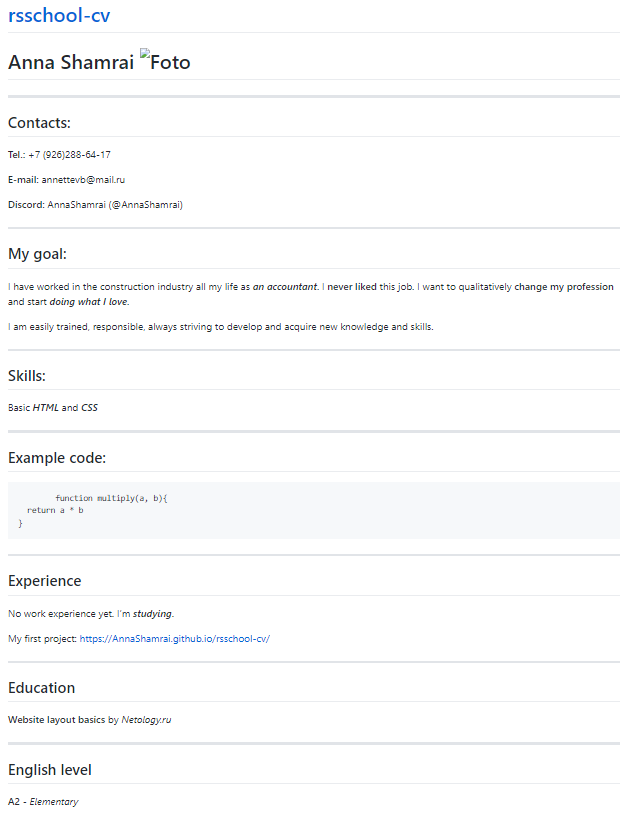 rsschool-cv
Anna Shamrai Foto
Contacts:
Tel.: +7 (926)288-64-17
E-mail: annettevb@mail.ru
Discord: AnnaShamrai (@AnnaShamrai)
My goal:
I have worked in the construction industry all my life as an accountant. I never liked this job. I want to qualitatively change my profession
and start doing what I love.
I am easily trained, responsible, always striving to develop and acquire new knowledge and skills.
Skills:
Basic HTML and CSS
Example code:
function multiply(a, b){
return a * b
}
Experience
No work experience yet. I'm studying.
My first project: https://AnnaShamrai.github.io/rsschool-cv/
Education
Website layout basics by Netology.ru
English level
A2 - Elementary